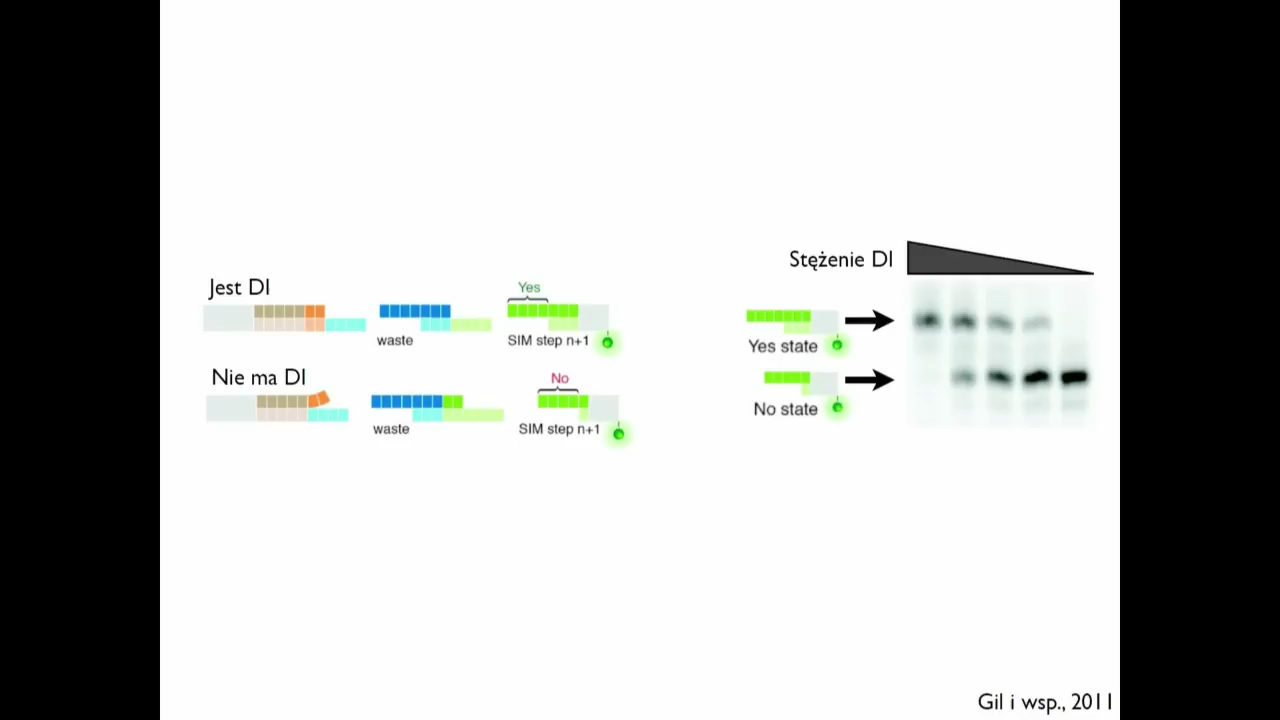 Jest DI
Yes
waste
SIM step n+1
Nie ma DI
No
waste
SIM step n+1
Stężenie DI
Yes state
No state
Gil i wsp., 2011